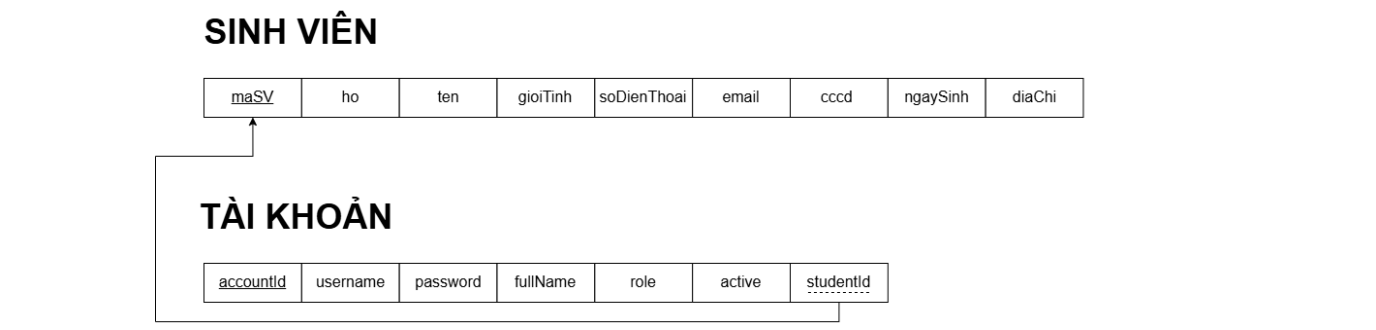 SINH VIÊN
maSV ho ten gioiTinh soDienThoai email cccd ngaySinh diaChi
TÀI KHOẢN
accountId username password fullName role active studentId